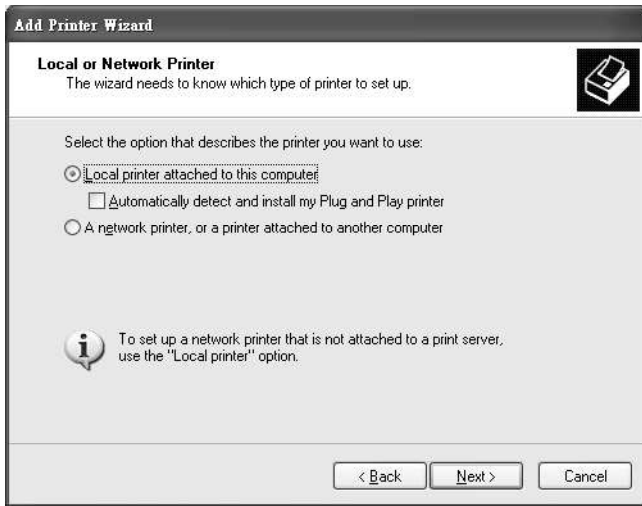 Add Printer Wizard
Local or Network Printer
The wizard needs to know which type of printer to set up.
Select the option that describes the printer you want to use:
Local printer attached to this computer
Automatically detect and install my Plug and Play printer
A network printer, or a printer attached to another computer
To set up a network printer that is not attached to a print server,
use the "Local printer" option.
< Back
Next >
Cancel